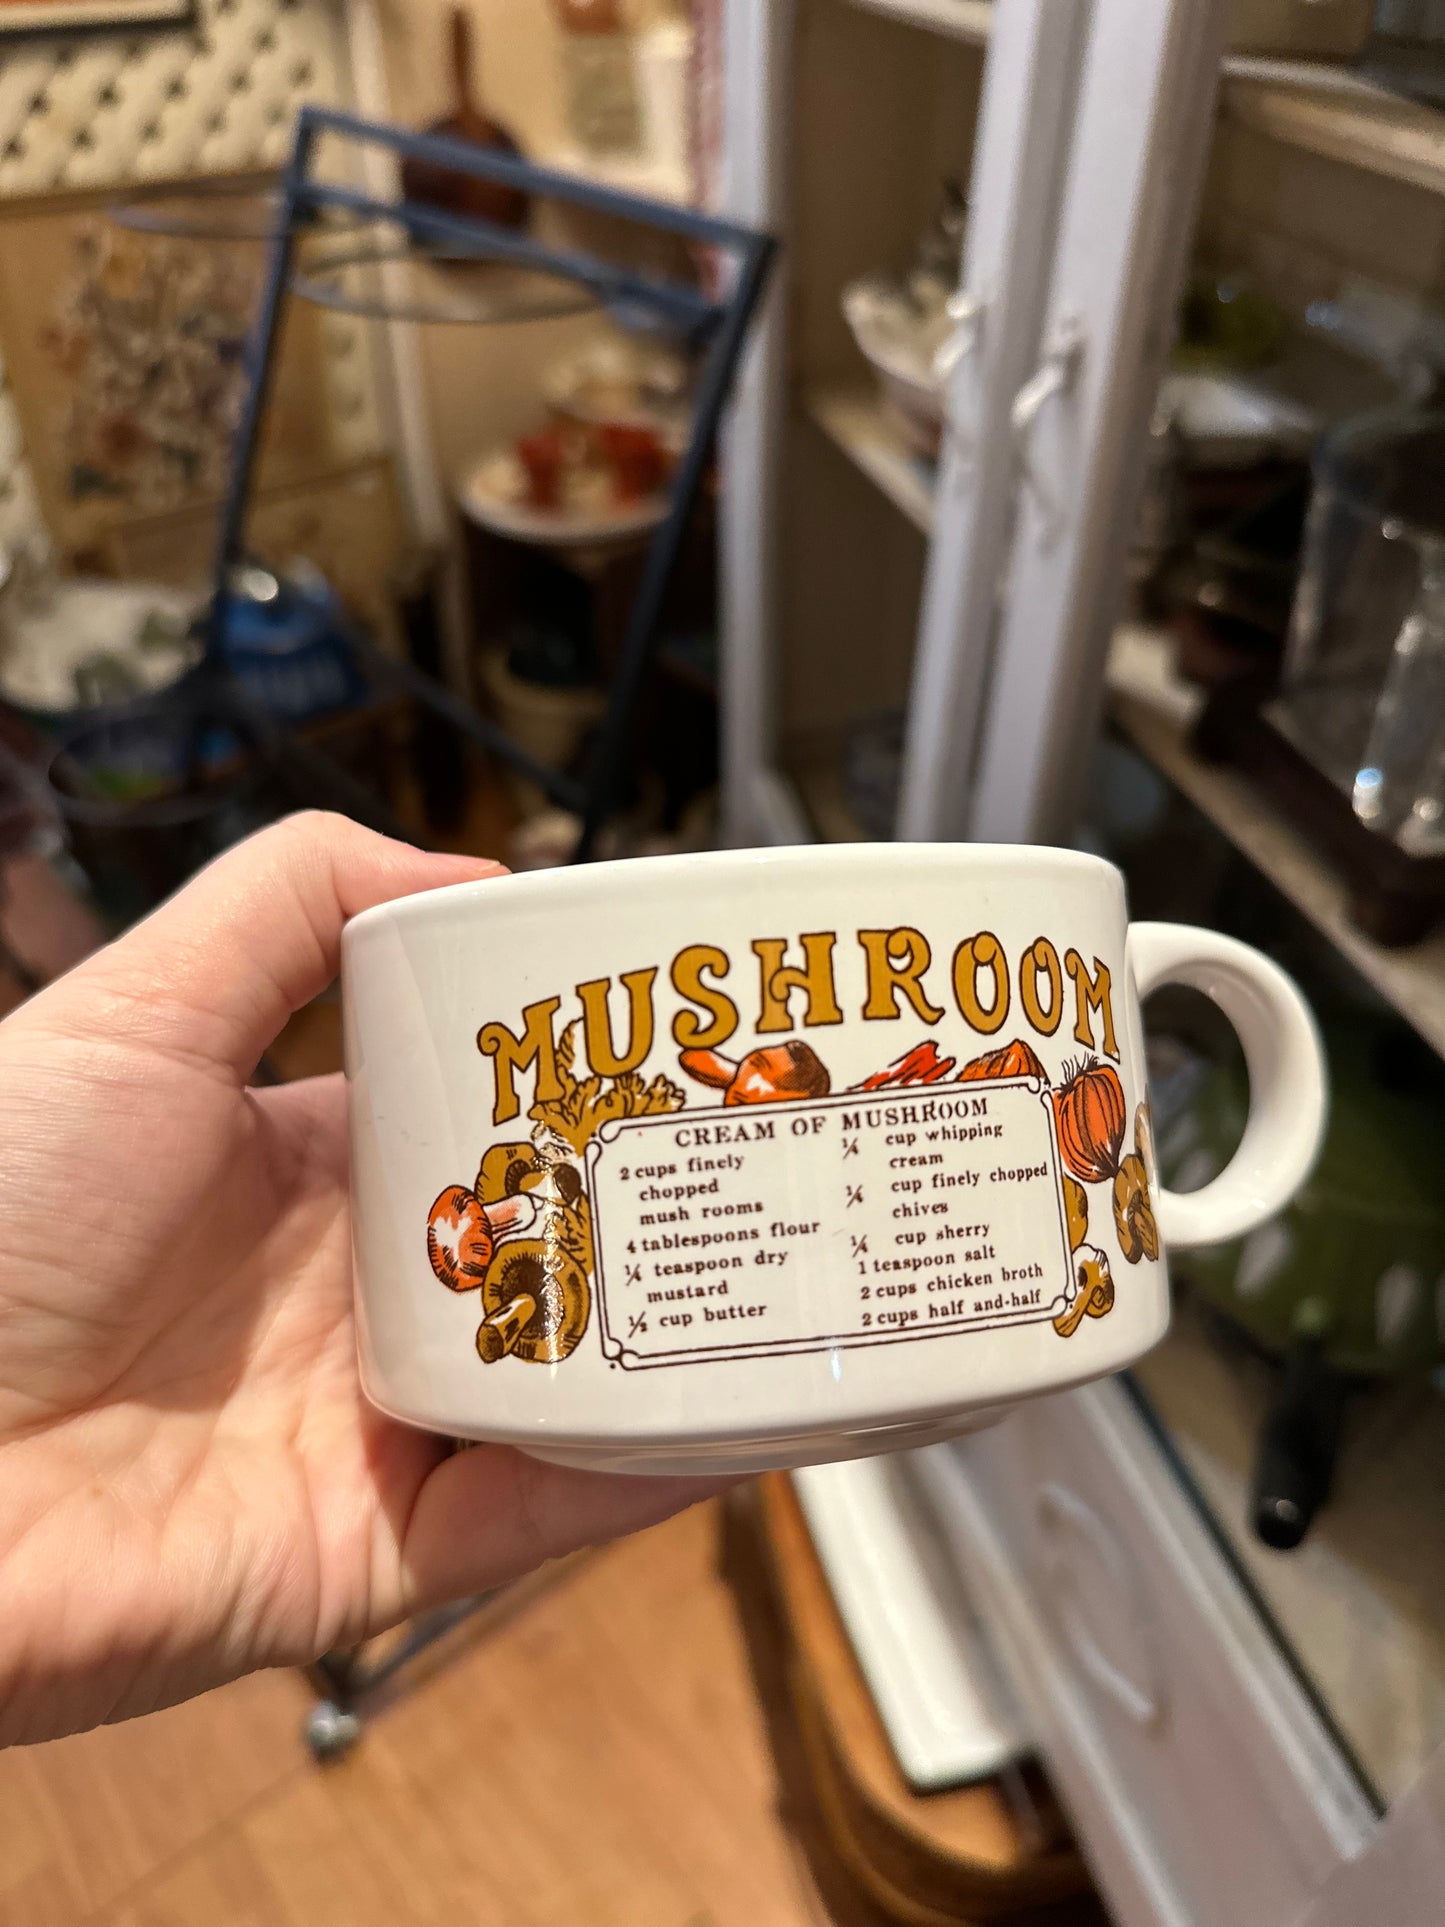 MUSHROOM
CREAM OF MUSHROOM
2 cups finely
chopped
mush rooms
4 tablespoons flour
¼ teaspoon dry
mustard
½ cup butter
¼ cup whipping
cream
¼ cup finely chopped
chives
¼ cup sherry
1 teaspoon salt
2 cups chicken broth
2 cups half and-half